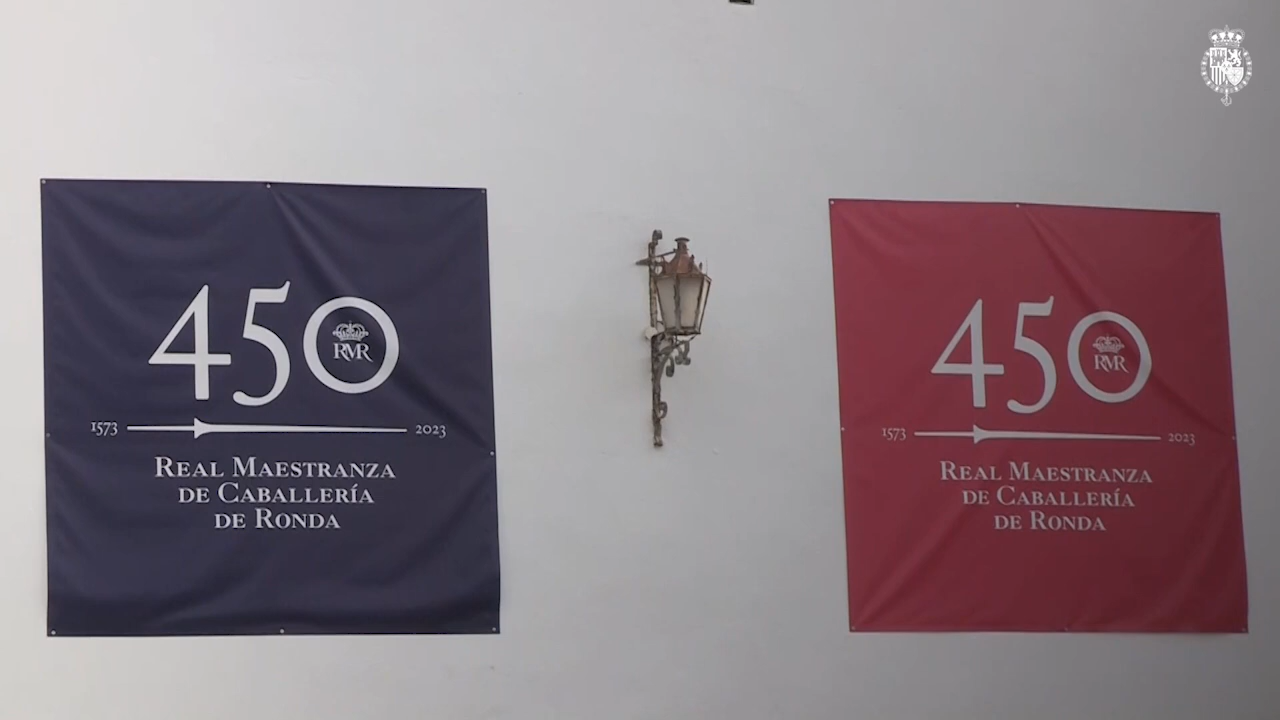 450
RMR
1573 2023
REAL MAESTRANZA
DE CABALLERÍA
DE RONDA
450
RMR
1573 2023
REAL MAESTRANZA
DE CABALLERÍA
DE RONDA